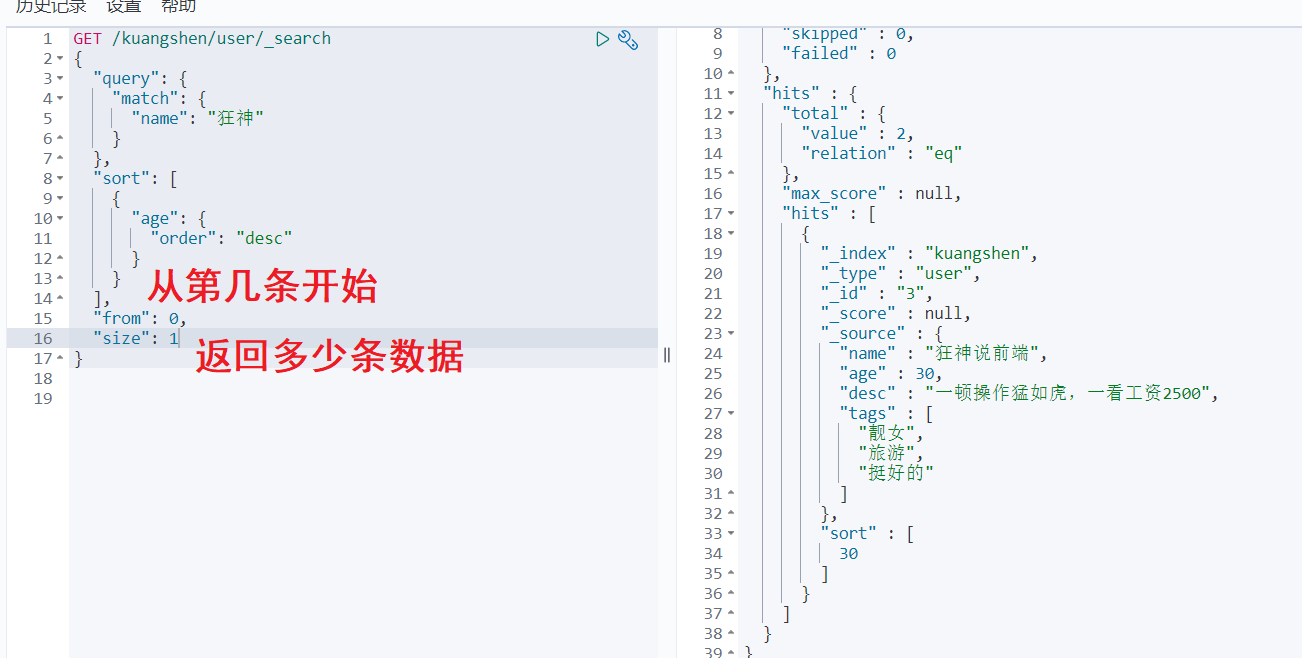 历史记录 设置 帮助
1 GET /kuangshen/user/_search
2 {
3 "query": {
4 "match": {
5 "name": "狂神"
6 }
7 },
8 "sort": [
9 {
10 "age": {
11 "order": "desc"
12 }
13 }
从第几条开始
14 ],
15 "from": 0,
16 "size": 1
返回多少条数据
17 }
18
19
8 "skipped" : 0,
9 "failed" : 0
10 },
11 "hits" : {
12 "total" : {
13 "value" : 2,
14 "relation" : "eq"
15 },
16 "max_score" : null,
17 "hits" : [
18 {
19 "_index" : "kuangshen",
20 "_type" : "user",
21 "_id" : "3",
22 "_score" : null,
23 "_source" : {
24 "name" : "狂神说前端",
25 "age" : 30,
26 "desc" : "一顿操作猛如虎，一看工资2500",
27 "tags" : [
28 "靓女",
29 "旅游",
30 "挺好的"
31 ]
32 },
33 "sort" : [
34 30
35 ]
36 }
37 ]
38 }
39 }